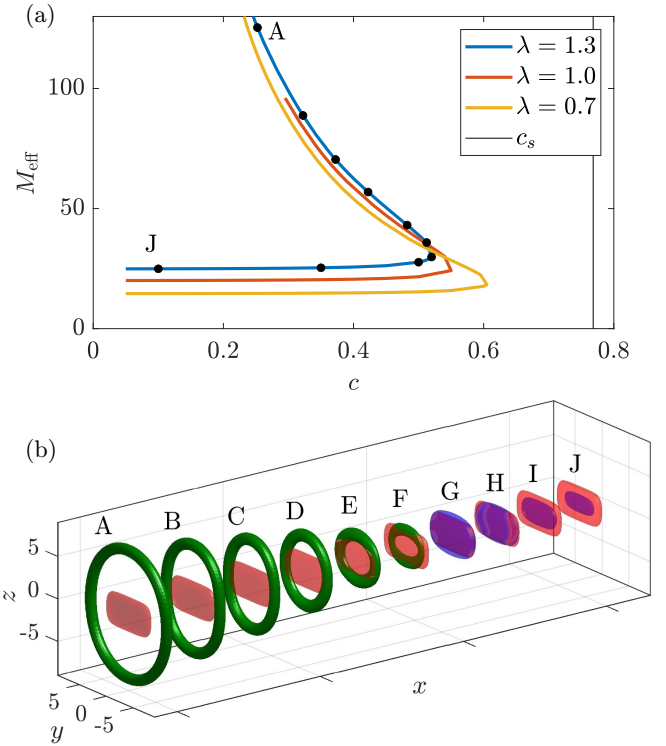 (a)
A
λ = 1.3
λ = 1.0
λ = 0.7
c_s
100
50
0
M_eff
J
0 0.2 0.4 0.6 0.8
c
(b)
A B C D E F G H I J
5
0
-5
z
5
0
-5
y
x